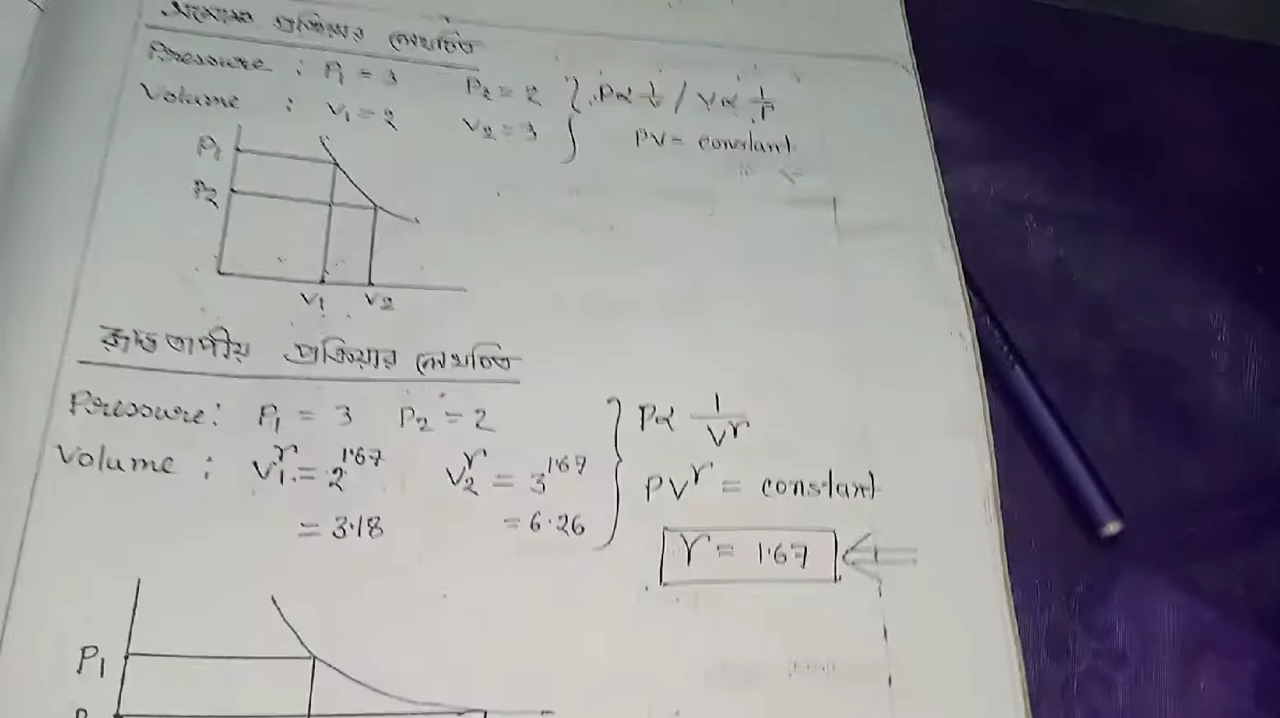 সমোষ্ণ প্রক্রিয়ার লেখচিত্র
Pressure : P₁ = 3 P₂ = 2 } P∝ 1/V / V∝ 1/P
Volume : V₁ = 2 V₂ = 3 PV = constant
P₁
P₂
V₁ V₂
রূদ্ধতাপীয় প্রক্রিয়ার লেখচিত্র
Pressure: P₁ = 3 P₂ = 2 } P∝ 1/V^γ
Volume : V₁^γ = 2^1.67 V₂^γ = 3^1.67 PV^γ = constant
= 3.18 = 6.26 γ = 1.67
P₁